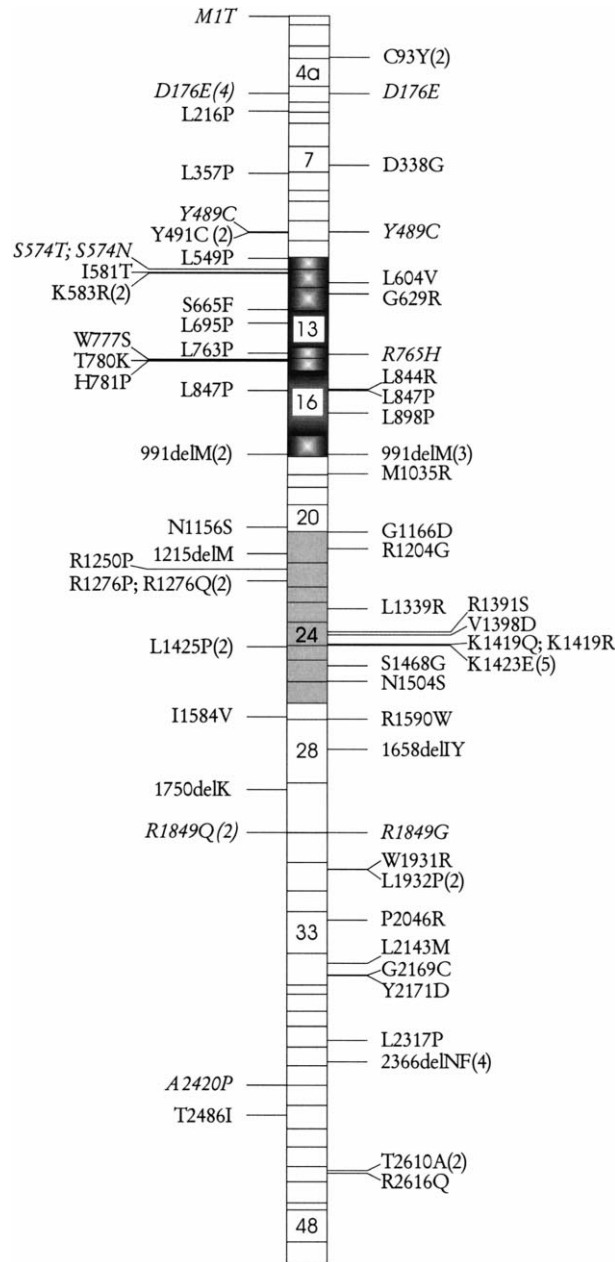 M1T
C93Y(2)
4a
D176E(4)
D176E
L216P
7
D338G
L357P
Y489C
Y491C (2)
Y489C
S574T; S574N
L549P
I581T
K583R(2)
L604V
G629R
S665F
L695P
13
W777S
T780K
H781P
L763P
R765H
L844R
L847P
L847P
16
L898P
991delM(2)
991delM(3)
M1035R
20
N1156S
G1166D
1215delM
R1204G
R1250P
R1276P; R1276Q(2)
L1339R
R1391S
V1398D
24
K1419Q; K1419R
L1425P(2)
K1423E(5)
S1468G
N1504S
I1584V
R1590W
28
1658delIY
1750delK
R1849Q(2)
R1849G
W1931R
L1932P(2)
33
P2046R
L2143M
G2169C
Y2171D
L2317P
2366delNF(4)
A2420P
T2486I
T2610A(2)
R2616Q
48